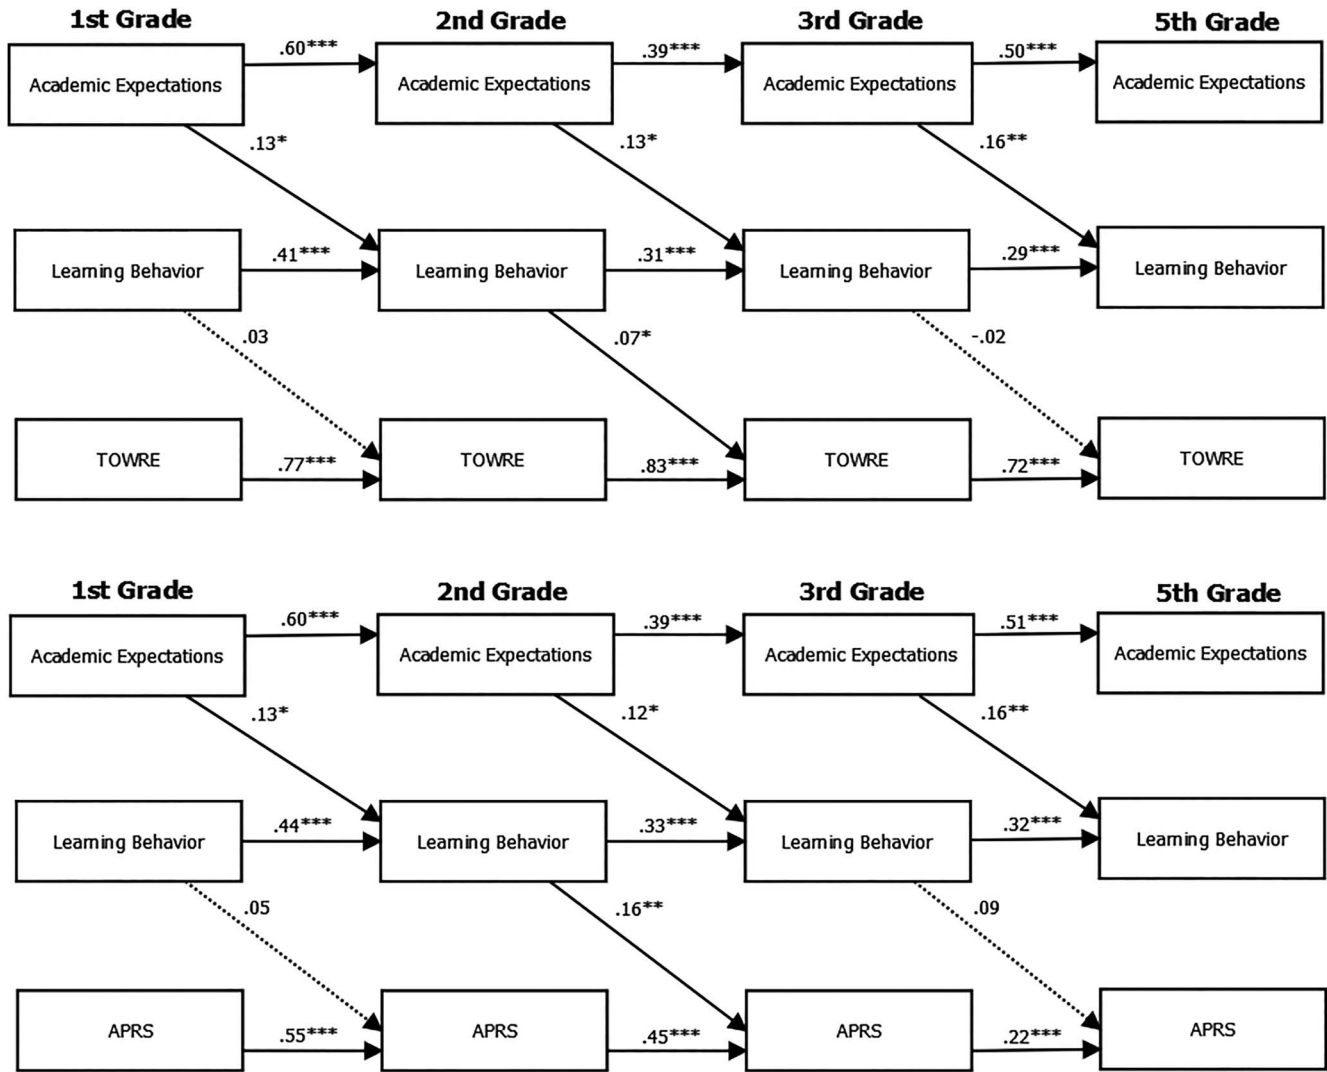 1st Grade 2nd Grade 3rd Grade 5th Grade
.60*** .39*** .50***
Academic Expectations Academic Expectations Academic Expectations Academic Expectations
.13* .13* .16**
.41*** .31*** .29***
Learning Behavior Learning Behavior Learning Behavior Learning Behavior
.03 .07* -.02
TOWRE TOWRE TOWRE TOWRE
.77*** .83*** .72***
1st Grade 2nd Grade 3rd Grade 5th Grade
.60*** .39*** .51***
Academic Expectations Academic Expectations Academic Expectations Academic Expectations
.13* .12* .16**
.44*** .33*** .32***
Learning Behavior Learning Behavior Learning Behavior Learning Behavior
.05 .16** .09
APRS APRS APRS APRS
.55*** .45*** .22***